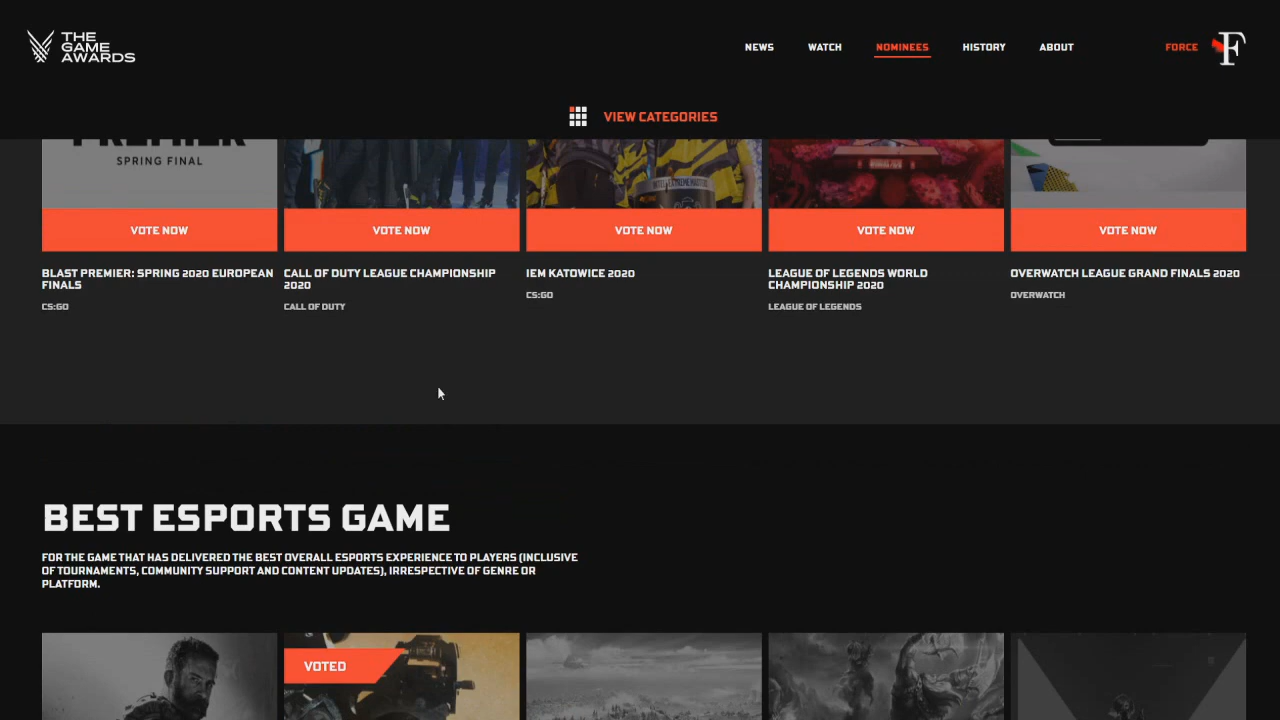 THE
GAME
AWARDS
NEWS
WATCH
NOMINEES
HISTORY
ABOUT
FORCE
F
VIEW CATEGORIES
SPRING FINAL
VOTE NOW
VOTE NOW
VOTE NOW
VOTE NOW
VOTE NOW
BLAST PREMIER: SPRING 2020 EUROPEAN
FINALS
CS:GO
CALL OF DUTY LEAGUE CHAMPIONSHIP
2020
CALL OF DUTY
IEM KATOWICE 2020
CS:GO
LEAGUE OF LEGENDS WORLD
CHAMPIONSHIP 2020
LEAGUE OF LEGENDS
OVERWATCH LEAGUE GRAND FINALS 2020
OVERWATCH
BEST ESPORTS GAME
FOR THE GAME THAT HAS DELIVERED THE BEST OVERALL ESPORTS EXPERIENCE TO PLAYERS (INCLUSIVE
OF TOURNAMENTS, COMMUNITY SUPPORT AND CONTENT UPDATES), IRRESPECTIVE OF GENRE OR
PLATFORM.
VOTED